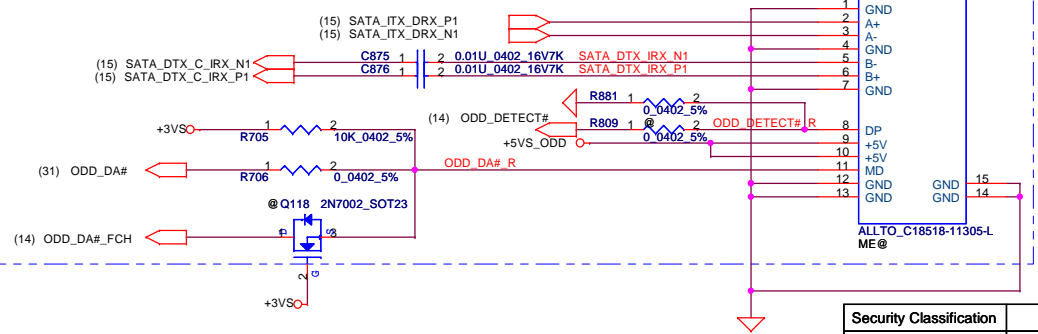 1 GND
(15) SATA_ITX_DRX_P1 2 A+
(15) SATA_ITX_DRX_N1 3 A-
4 GND
C875 1 2 0.01U_0402_16V7K SATA_DTX_IRX_N1 5 B-
(15) SATA_DTX_C_IRX_N1
C876 1 2 0.01U_0402_16V7K SATA_DTX_IRX_P1 6 B+
(15) SATA_DTX_C_IRX_P1
7 GND
R881 1 2 0_0402_5%
(14) ODD_DETECT# R809 1 @ 2 0_0402_5% ODD_DETECT#_R 8 DP
+3VS 1 2
R705 10K_0402_5%
+5VS_ODD 9 +5V
10 +5V
(31) ODD_DA# 1 2 ODD_DA#_R 11 MD
R706 0_0402_5%
12 GND GND 15
13 GND GND 14
@ Q118 2N7002_SOT23
ALLTO_C18518-11305-L
ME@
(14) ODD_DA#_FCH 1 D S 3
2 G
+3VS
Security Classification